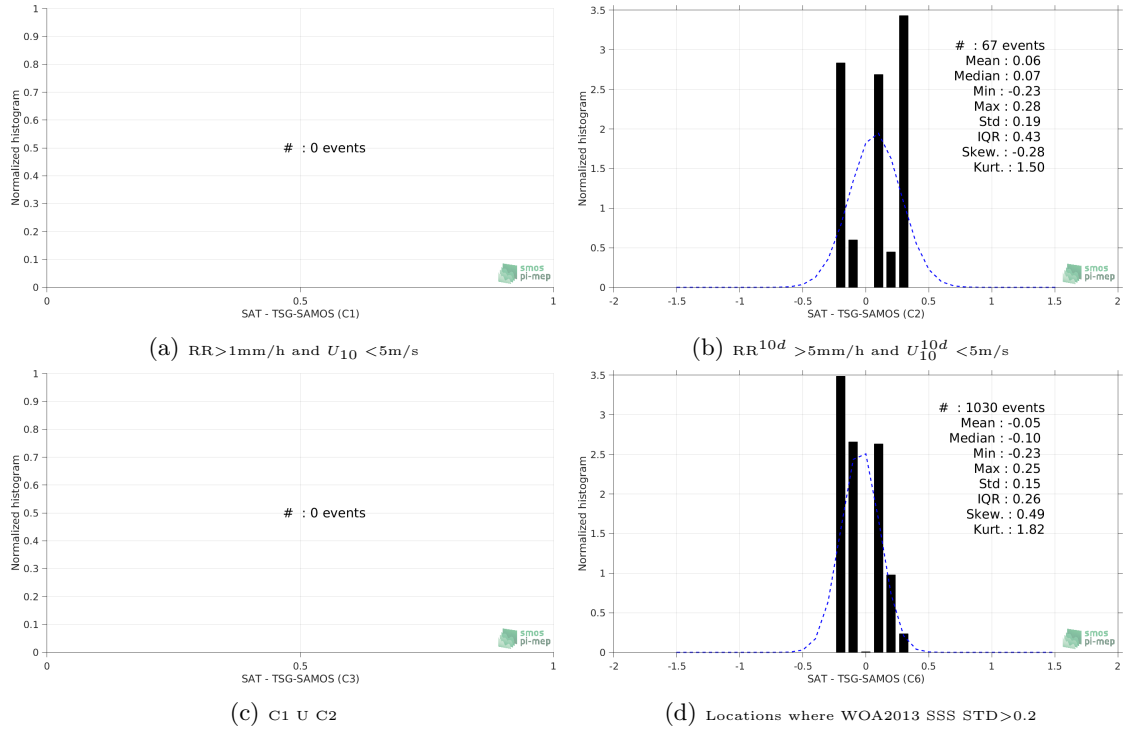 1
0.9
0.8
0.7
0.6
0.5
0.4
0.3
0.2
0.1
0
Normalized histogram
# : 0 events
smos
pi-mep
0 0.5 1
SAT - TSG-SAMOS (C1)
(a) RR>1mm/h and U10 <5m/s
3.5
3
2.5
2
1.5
1
0.5
0
Normalized histogram
# : 67 events
Mean : 0.06
Median : 0.07
Min : -0.23
Max : 0.28
Std : 0.19
IQR : 0.43
Skew. : -0.28
Kurt. : 1.50
smos
pi-mep
-2 -1.5 -1 -0.5 0 0.5 1 1.5 2
SAT - TSG-SAMOS (C2)
(b) RR^10d >5mm/h and U10^10d <5m/s
1
0.9
0.8
0.7
0.6
0.5
0.4
0.3
0.2
0.1
0
Normalized histogram
# : 0 events
smos
pi-mep
0 0.5 1
SAT - TSG-SAMOS (C3)
(c) C1 U C2
3.5
3
2.5
2
1.5
1
0.5
0
Normalized histogram
# : 1030 events
Mean : -0.05
Median : -0.10
Min : -0.23
Max : 0.25
Std : 0.15
IQR : 0.26
Skew. : 0.49
Kurt. : 1.82
smos
pi-mep
-2 -1.5 -1 -0.5 0 0.5 1 1.5 2
SAT - TSG-SAMOS (C6)
(d) Locations where WOA2013 SSS STD>0.2